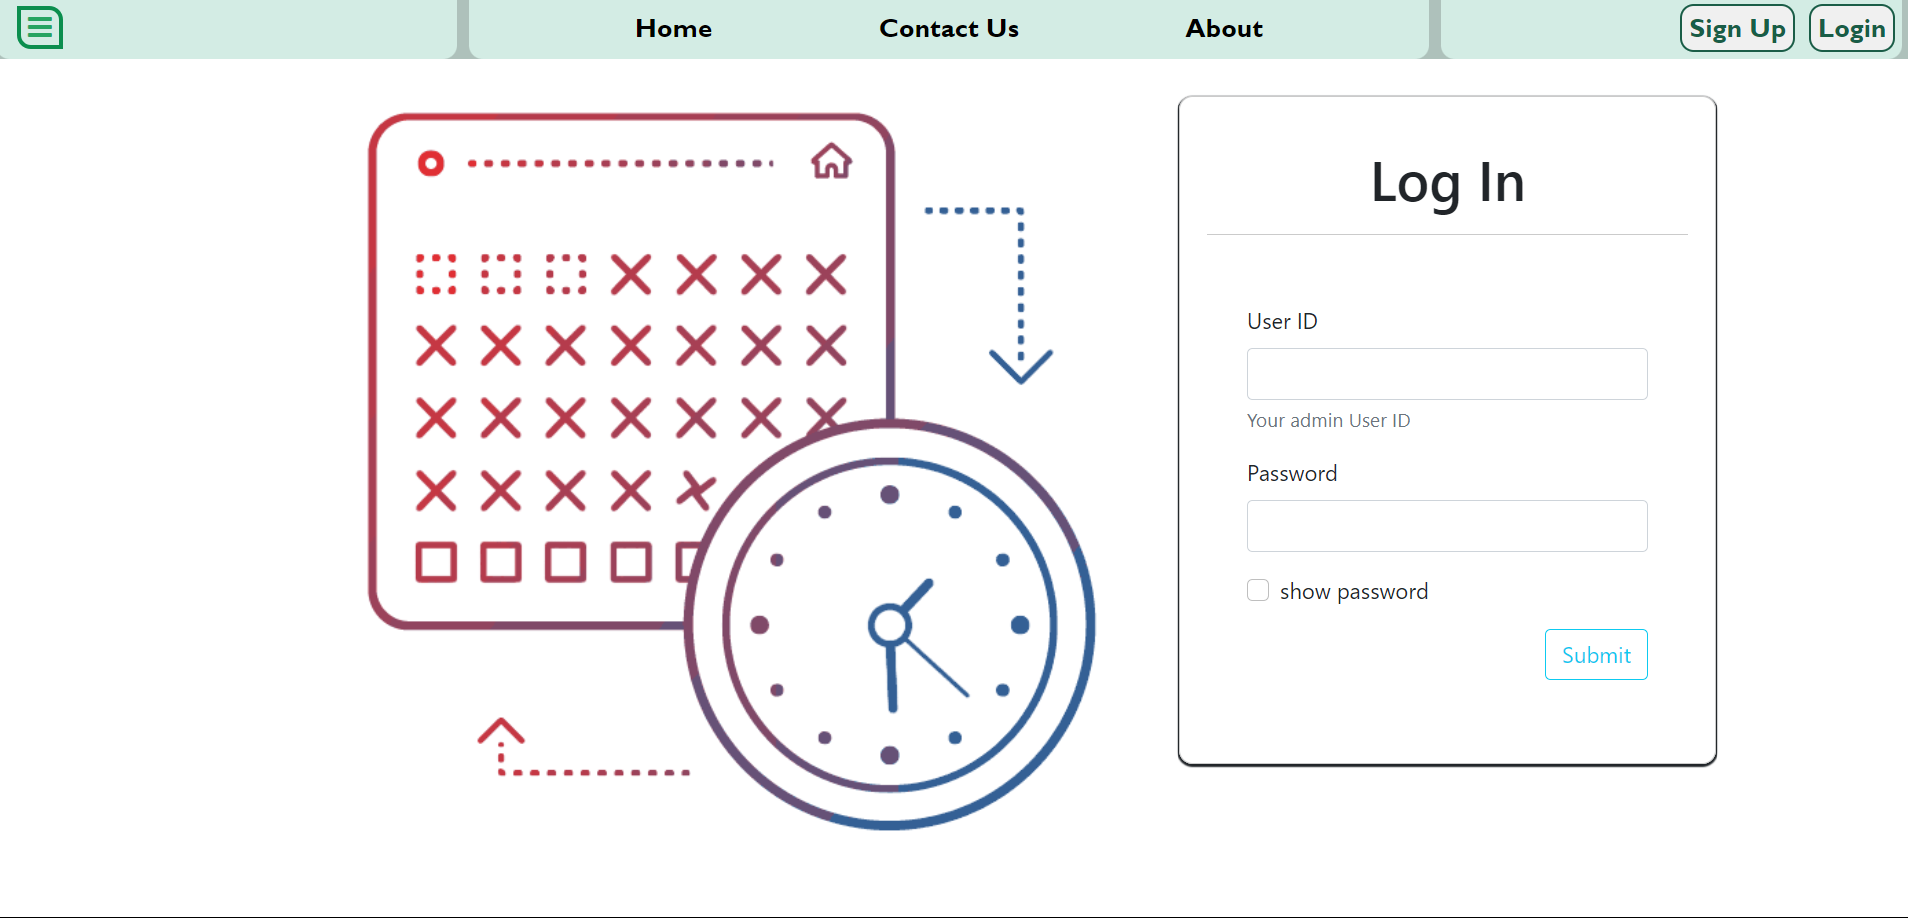 Home Contact Us About Sign Up Login
Log In
User ID
Your admin User ID
Password
show password
Submit